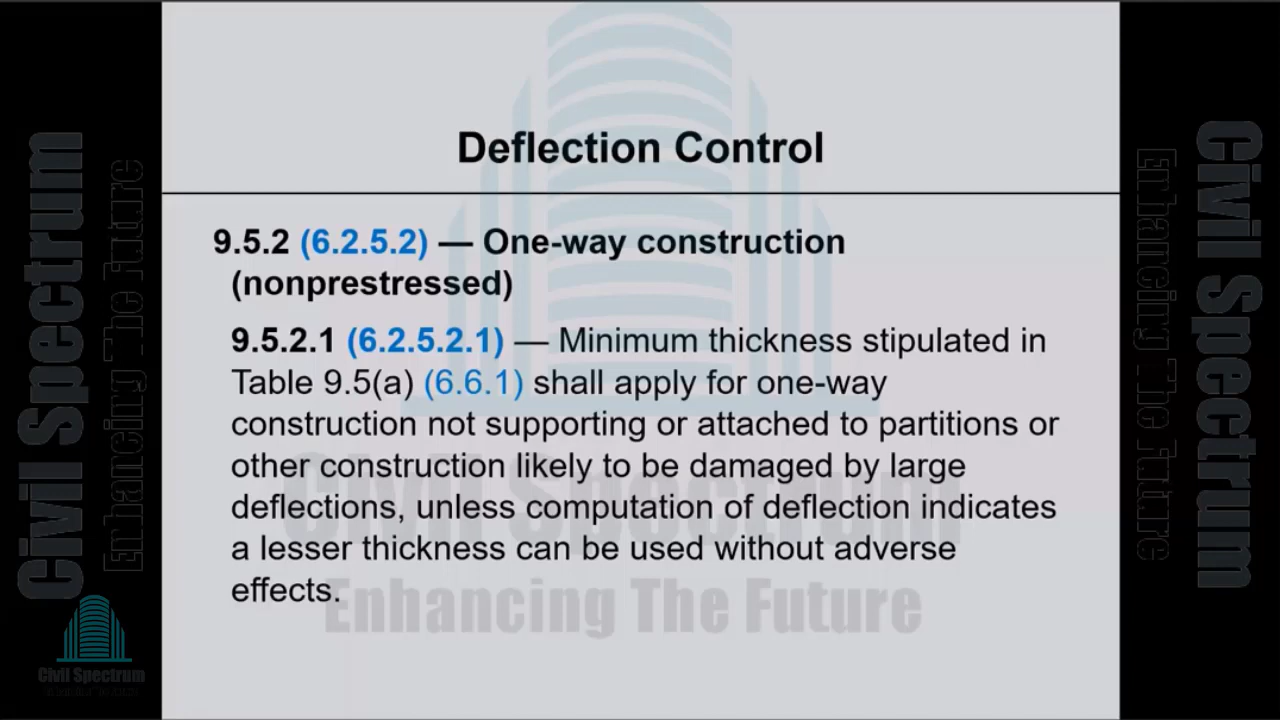 Deflection Control
9.5.2 (6.2.5.2) — One-way construction
(nonprestressed)
9.5.2.1 (6.2.5.2.1) — Minimum thickness stipulated in
Table 9.5(a) (6.6.1) shall apply for one-way
construction not supporting or attached to partitions or
other construction likely to be damaged by large
deflections, unless computation of deflection indicates
a lesser thickness can be used without adverse
effects.
Civil Spectrum
Enhancing The Future
Civil Spectrum
Enhancing The Future
Civil Spectrum
Enhancing The Future
Civil Spectrum